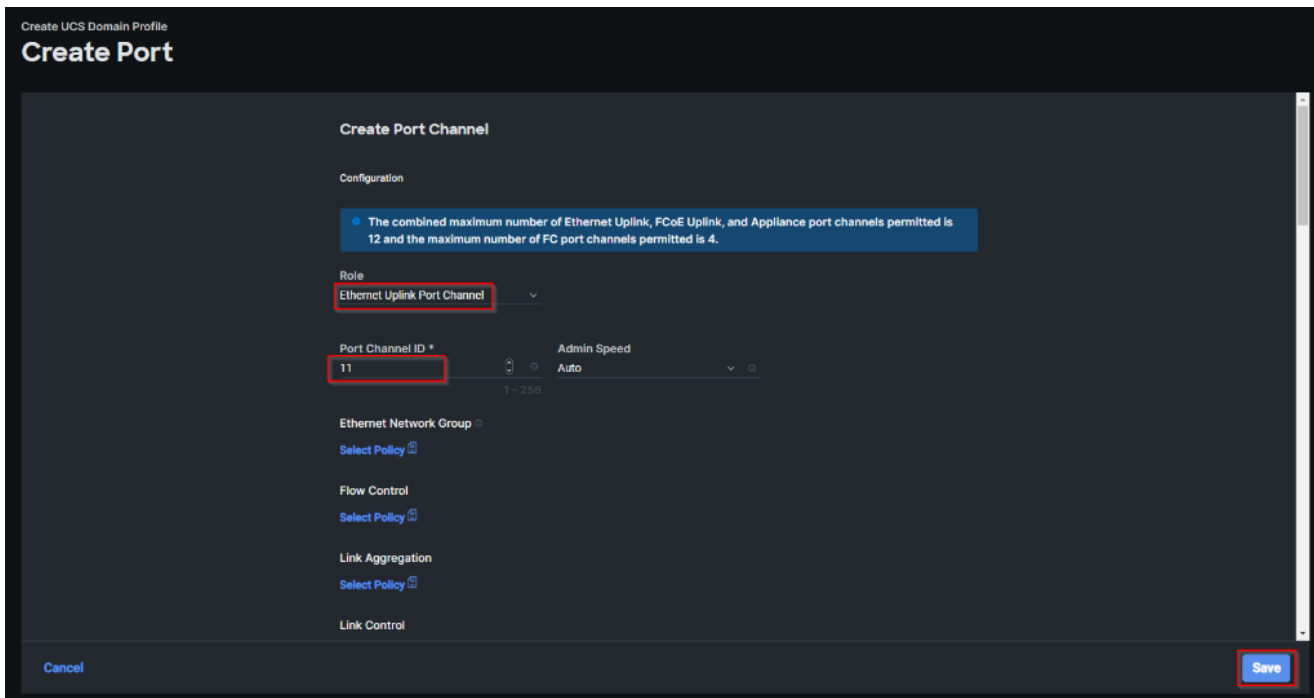 Create UCS Domain Profile
Create Port
Create Port Channel
Configuration
The combined maximum number of Ethernet Uplink, FCoE Uplink, and Appliance port channels permitted is
12 and the maximum number of FC port channels permitted is 4.
Role
Ethernet Uplink Port Channel
Port Channel ID * Admin Speed
11 Auto
1 - 256
Ethernet Network Group
Select Policy
Flow Control
Select Policy
Link Aggregation
Select Policy
Link Control
Cancel Save